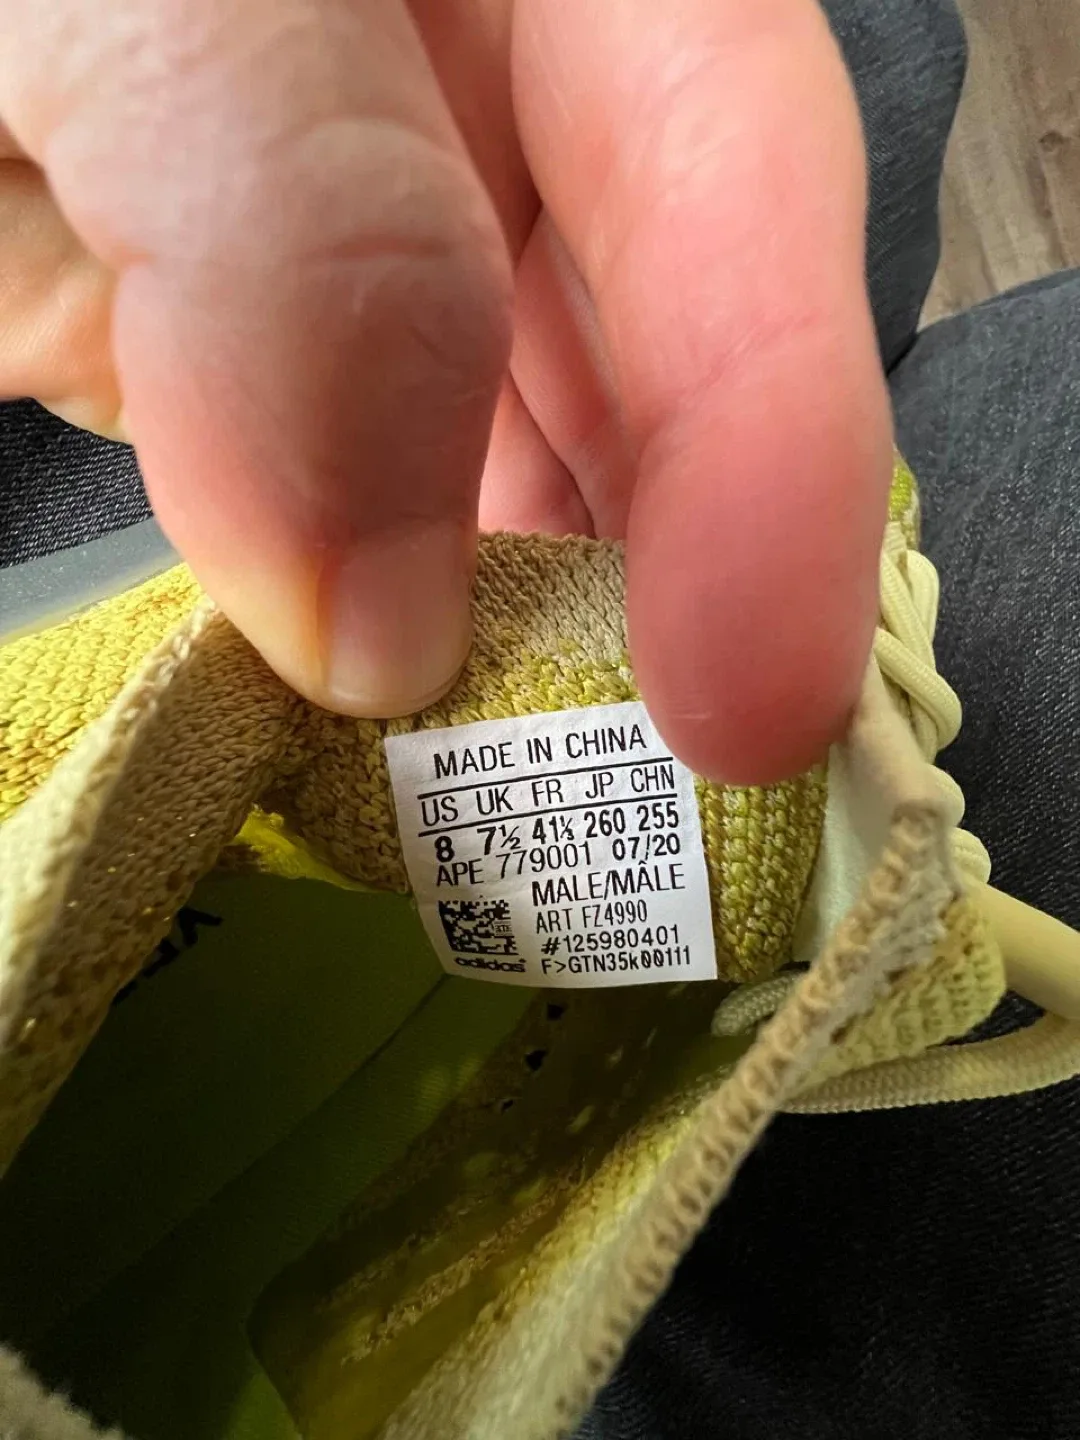 MADE IN CHINA
US UK FR JP CHN
8 7½ 41⅓ 260 255
APE 779001 07/20
MALE/MÂLE
ART FZ4990
#125980401
adidas F>GTN35k00111